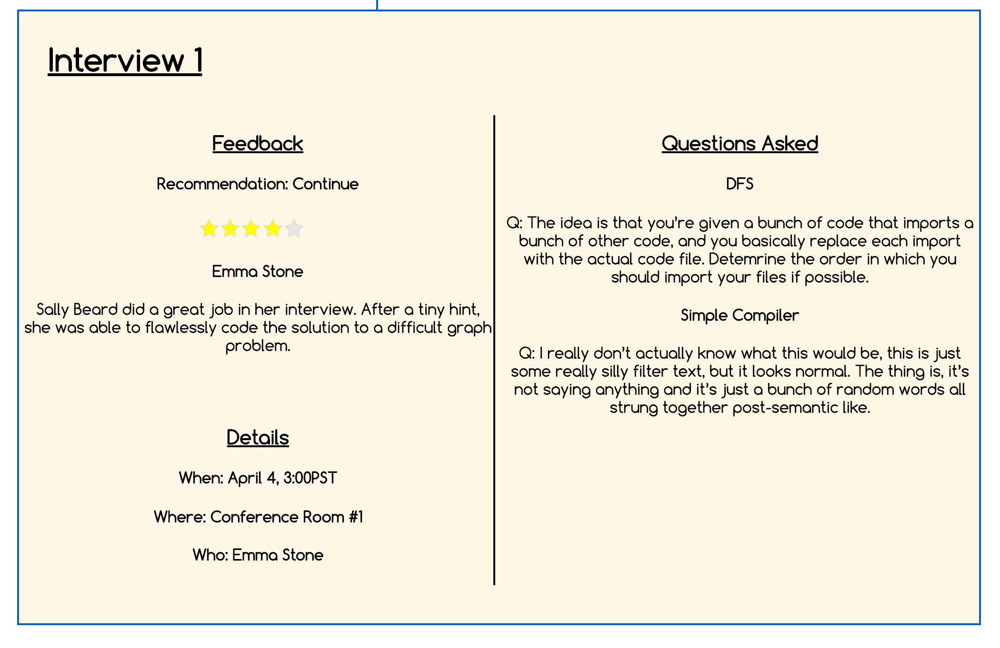 Interview 1
Feedback
Recommendation: Continue
Emma Stone
Sally Beard did a great job in her interview. After a tiny hint,
she was able to flawlessly code the solution to a difficult graph
problem.
Details
When: April 4, 3:00PST
Where: Conference Room #1
Who: Emma Stone
Questions Asked
DFS
Q: The idea is that you're given a bunch of code that imports a
bunch of other code, and you basically replace each import
with the actual code file. Detemrine the order in which you
should import your files if possible.
Simple Compiler
Q: I really don't actually know what this would be, this is just
some really silly filter text, but it looks normal. The thing is, it's
not saying anything and it's just a bunch of random words all
strung together post-semantic like.